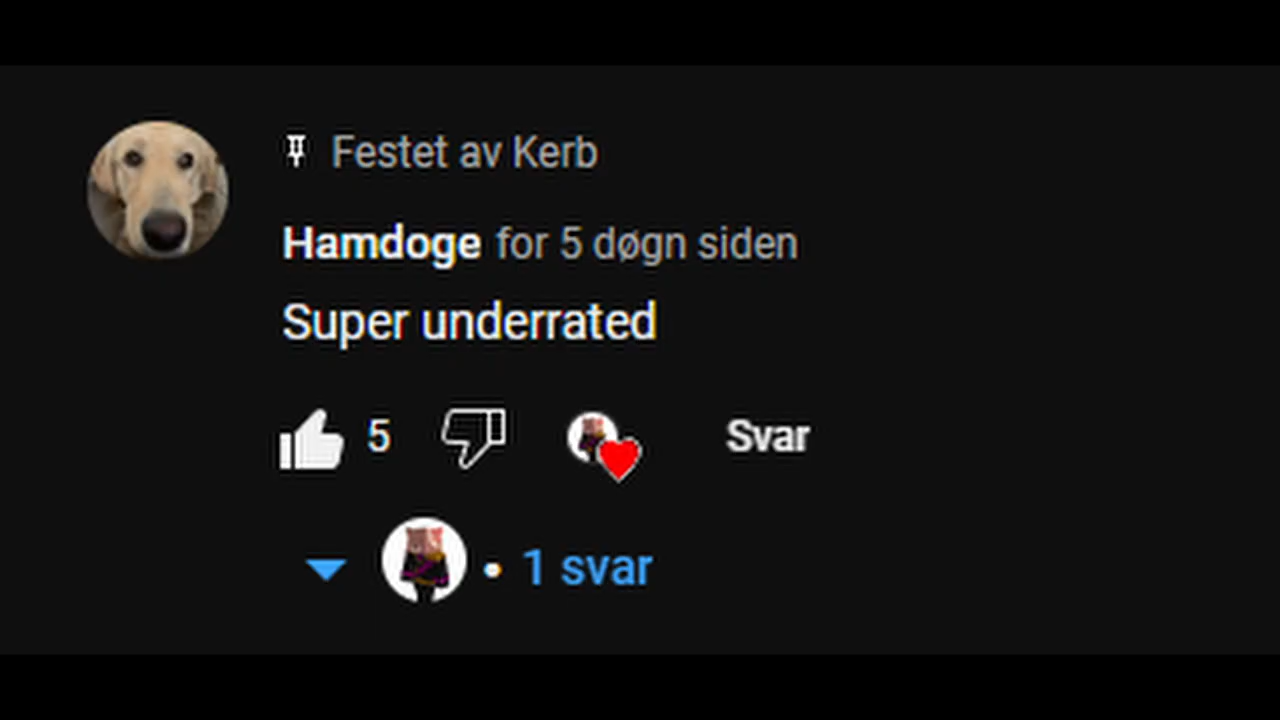 Festet av Kerb
Hamdoge for 5 døgn siden
Super underrated
5 Svar
1 svar